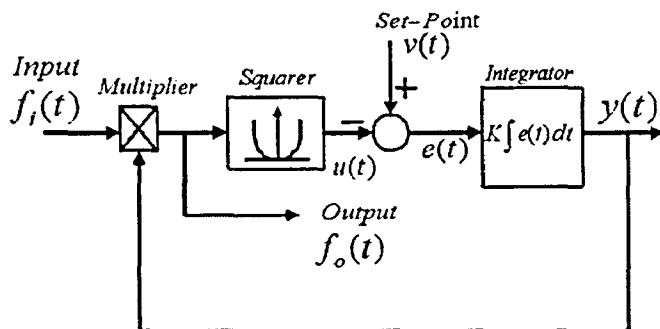 Set-Point
v(t)
Input
f_i(t)
Multiplier
Squarer
Integrator
y(t)
+
−
K∫e(t)dt
u(t)
e(t)
Output
f_o(t)